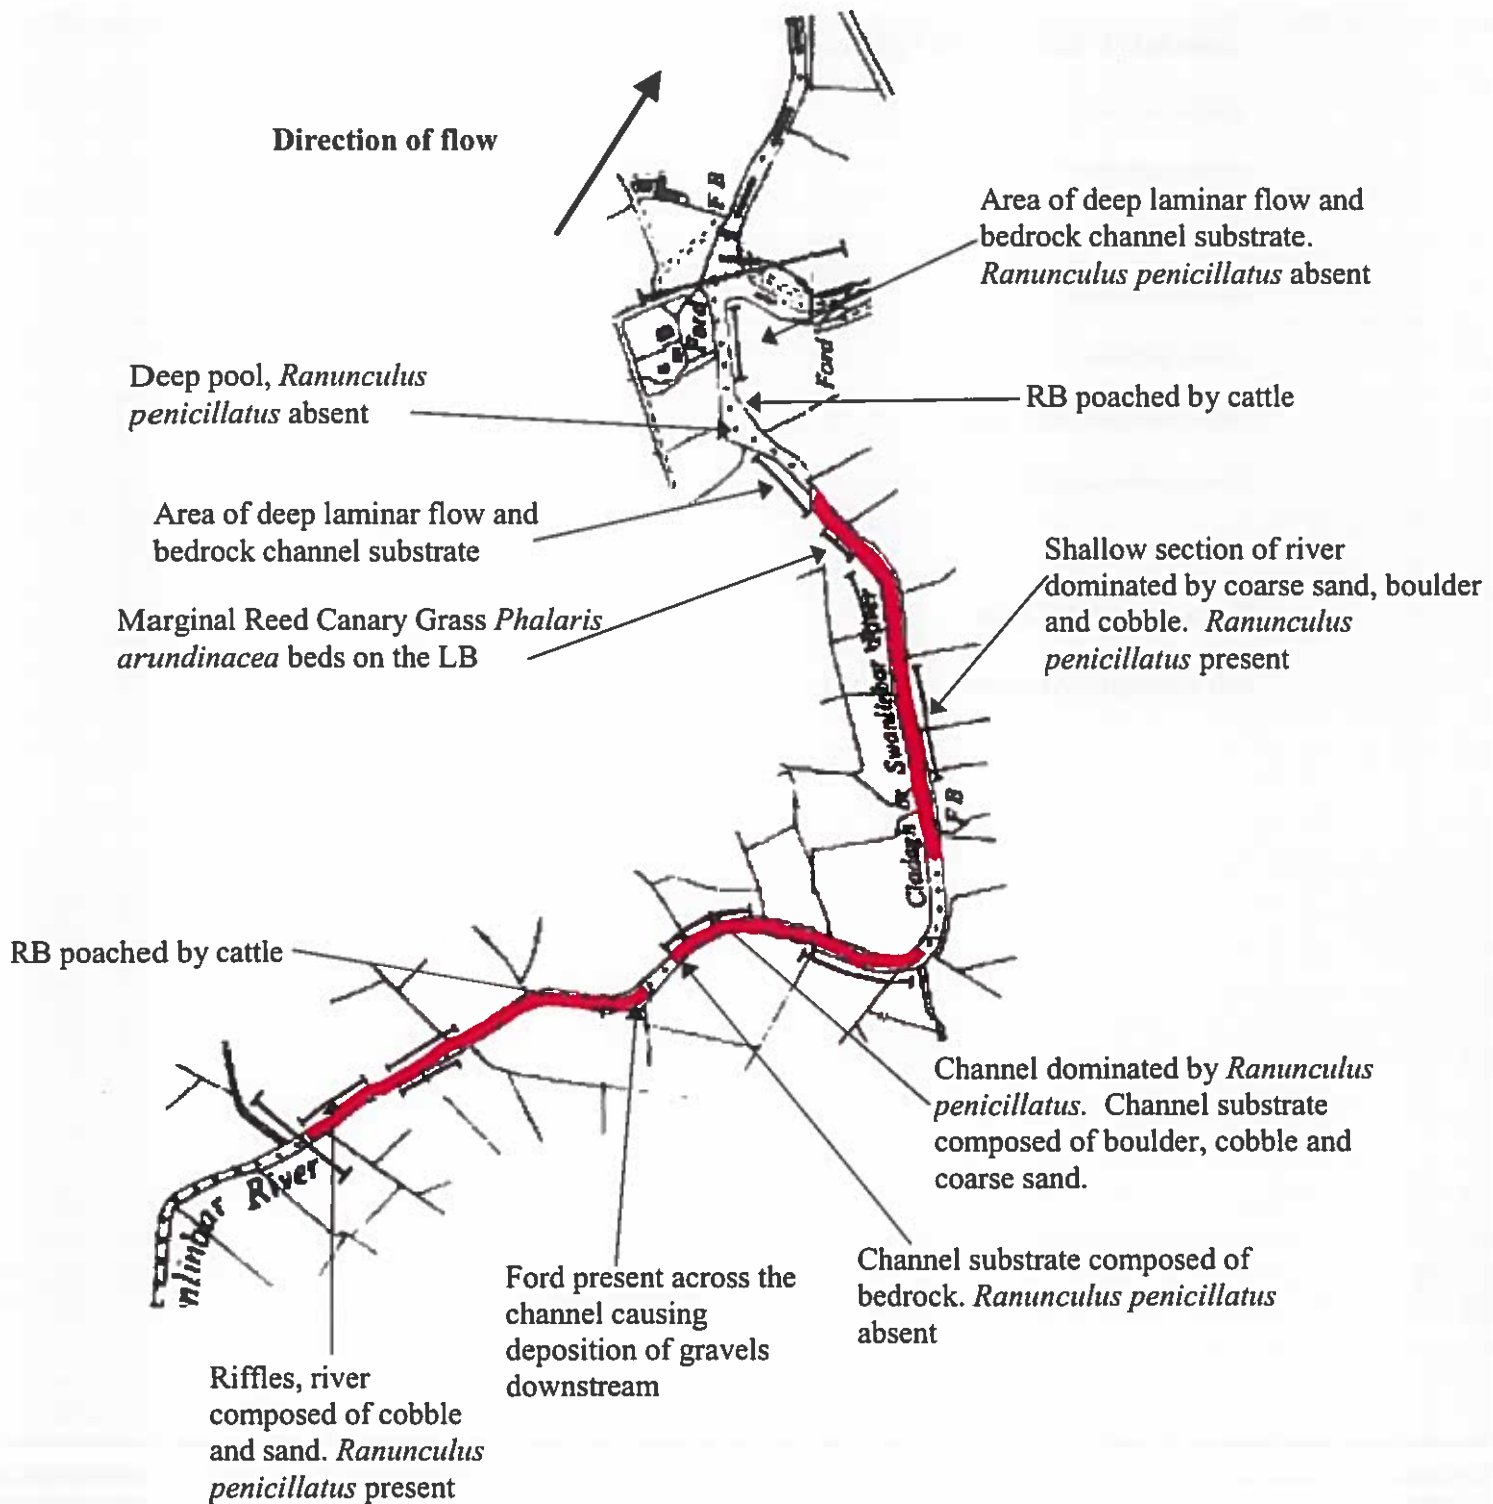 Direction of flow
F B
Area of deep laminar flow and
bedrock channel substrate.
Ranunculus penicillatus absent
Ford
Ford
Deep pool, Ranunculus
penicillatus absent
RB poached by cattle
Area of deep laminar flow and
bedrock channel substrate
Marginal Reed Canary Grass Phalaris
arundinacea beds on the LB
Shallow section of river
dominated by coarse sand, boulder
and cobble. Ranunculus
penicillatus present
Cladagh or Swanlinbar River
F B
RB poached by cattle
Channel dominated by Ranunculus
penicillatus. Channel substrate
composed of boulder, cobble and
coarse sand.
nlinbar River
Channel substrate composed of
bedrock. Ranunculus penicillatus
absent
Ford present across the
channel causing
deposition of gravels
downstream
Riffles, river
composed of cobble
and sand. Ranunculus
penicillatus present